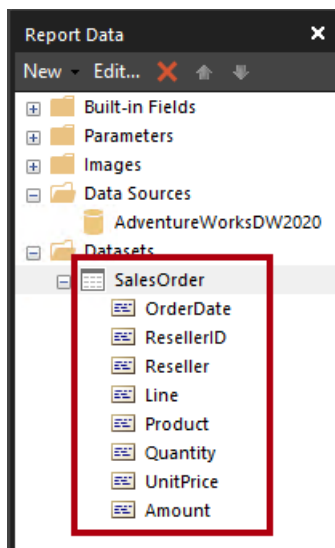 Report Data
New Edit...
Built-in Fields
Parameters
Images
Data Sources
AdventureWorksDW2020
Datasets
SalesOrder
OrderDate
ResellerID
Reseller
Line
Product
Quantity
UnitPrice
Amount